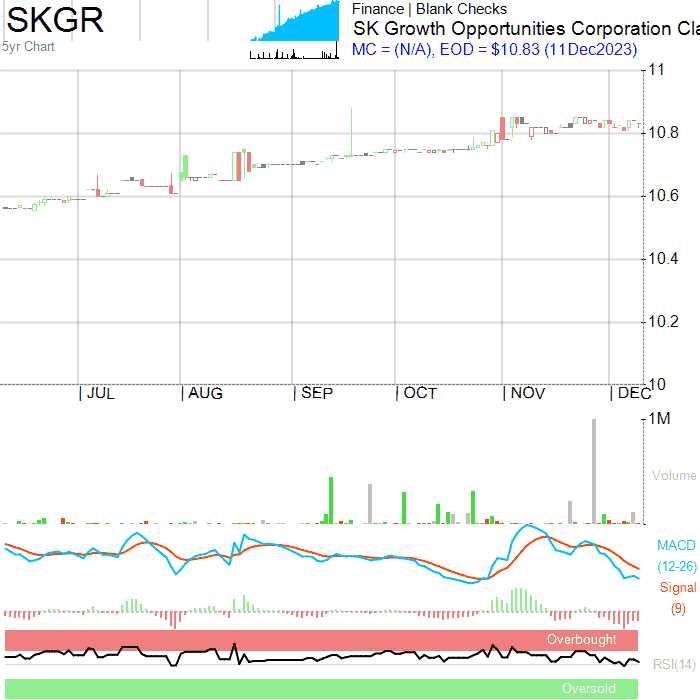 SKGR
5yr Chart
Finance | Blank Checks
SK Growth Opportunities Corporation Cla
MC = (N/A), EOD = $10.83 (11Dec2023)
11
10.8
10.6
10.4
10.2
10
| JUL | AUG | SEP | OCT | NOV | DEC
1M
Volume
MACD
(12-26)
Signal
(9)
Overbought
RSI(14)
Oversold